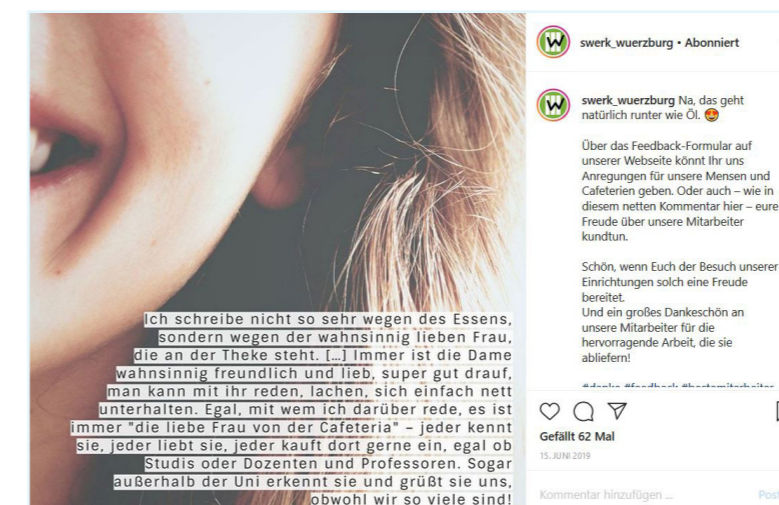 Ich schreibe nicht so sehr wegen des Essens,
sondern wegen der wahnsinnig lieben Frau,
die an der Theke steht. [...] Immer ist die Dame
wahnsinnig freundlich und lieb, super gut drauf,
man kann mit ihr reden, lachen, sich einfach nett
unterhalten. Egal, mit wem ich darüber rede, es ist
immer "die liebe Frau von der Cafeteria" – jeder kennt
sie, jeder liebt sie, jeder kauft dort gerne ein, egal ob
Studis oder Dozenten und Professoren. Sogar
außerhalb der Uni erkennt sie und grüßt sie uns,
obwohl wir so viele sind!
swerk_wuerzburg • Abonniert
swerk_wuerzburg Na, das geht
natürlich runter wie Öl. 😍
Über das Feedback-Formular auf
unserer Webseite könnt Ihr uns
Anregungen für unsere Mensen und
Cafeterien geben. Oder auch – wie in
diesem netten Kommentar hier – eure
Freude über unsere Mitarbeiter
kundtun.
Schön, wenn Euch der Besuch unserer
Einrichtungen solch eine Freude
bereitet.
Und ein großes Dankeschön an
unsere Mitarbeiter für die
hervorragende Arbeit, die sie
abliefern!
#danke #feedback #bestemitarbeiter
Gefällt 62 Mal
15. JUNI 2019
Kommentar hinzufügen ...
Post